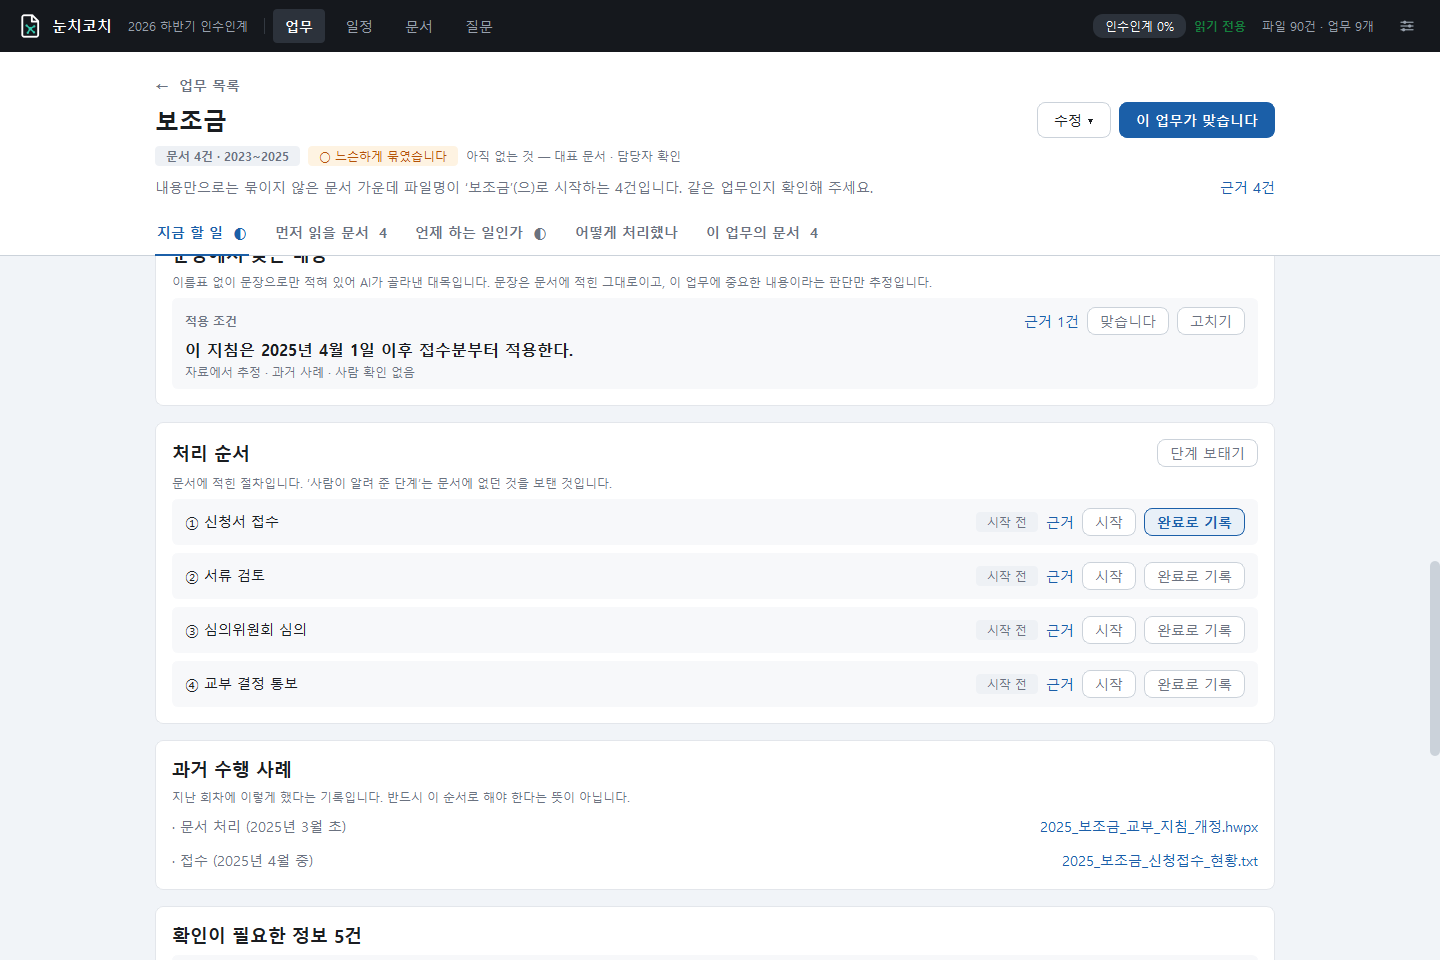 눈치코치 2026 하반기 인수인계 업무 일정 문서 질문 인수인계 0% 읽기 전용 파일 90건 · 업무 9개
← 업무 목록
보조금 수정 ▾ 이 업무가 맞습니다
문서 4건 · 2023~2025 ○ 느슨하게 묶였습니다 아직 없는 것 — 대표 문서 · 담당자 확인
내용만으로는 묶이지 않은 문서 가운데 파일명이 '보조금'(으)로 시작하는 4건입니다. 같은 업무인지 확인해 주세요. 근거 4건
지금 할 일 ◐ 먼저 읽을 문서 4 언제 하는 일인가 ◐ 어떻게 처리했나 이 업무의 문서 4
이름표 없이 문장으로만 적혀 있어 AI가 골라낸 대목입니다. 문장은 문서에 적힌 그대로이고, 이 업무에 중요한 내용이라는 판단만 추정입니다.
적용 조건 근거 1건 맞습니다 고치기
이 지침은 2025년 4월 1일 이후 접수분부터 적용한다.
자료에서 추정 · 과거 사례 · 사람 확인 없음
처리 순서 단계 보태기
문서에 적힌 절차입니다. '사람이 알려 준 단계'는 문서에 없던 것을 보탠 것입니다.
① 신청서 접수 시작 전 근거 시작 완료로 기록
② 서류 검토 시작 전 근거 시작 완료로 기록
③ 심의위원회 심의 시작 전 근거 시작 완료로 기록
④ 교부 결정 통보 시작 전 근거 시작 완료로 기록
과거 수행 사례
지난 회차에 이렇게 했다는 기록입니다. 반드시 이 순서로 해야 한다는 뜻이 아닙니다.
· 문서 처리 (2025년 3월 초) 2025_보조금_교부_지침_개정.hwpx
· 접수 (2025년 4월 중) 2025_보조금_신청접수_현황.txt
확인이 필요한 정보 5건